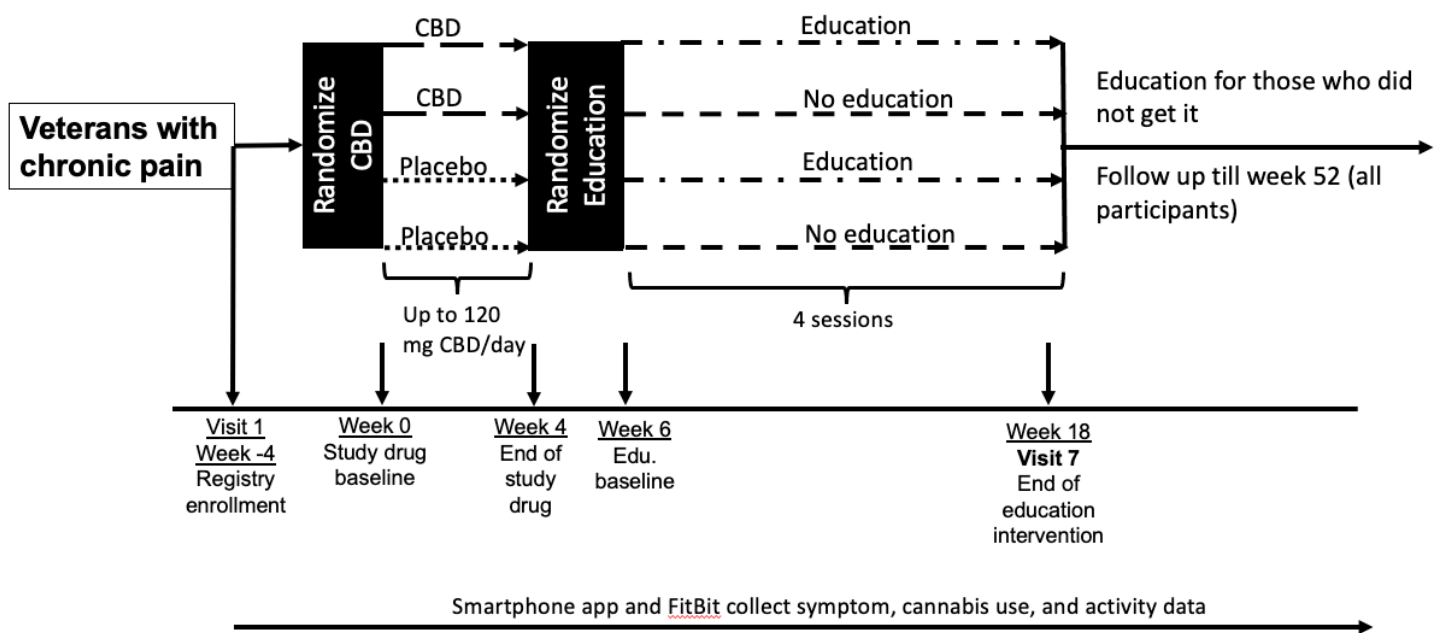 CBD
Education
CBD
No education
Veterans with
chronic pain
Randomize
CBD
Randomize
Education
Placebo
Education
Placebo
No education
Education for those who did
not get it
Follow up till week 52 (all
participants)
Up to 120
mg CBD/day
4 sessions
Visit 1
Week -4
Registry
enrollment
Week 0
Study drug
baseline
Week 4
End of
study
drug
Week 6
Edu.
baseline
Week 18
Visit 7
End of
education
intervention
Smartphone app and FitBit collect symptom, cannabis use, and activity data